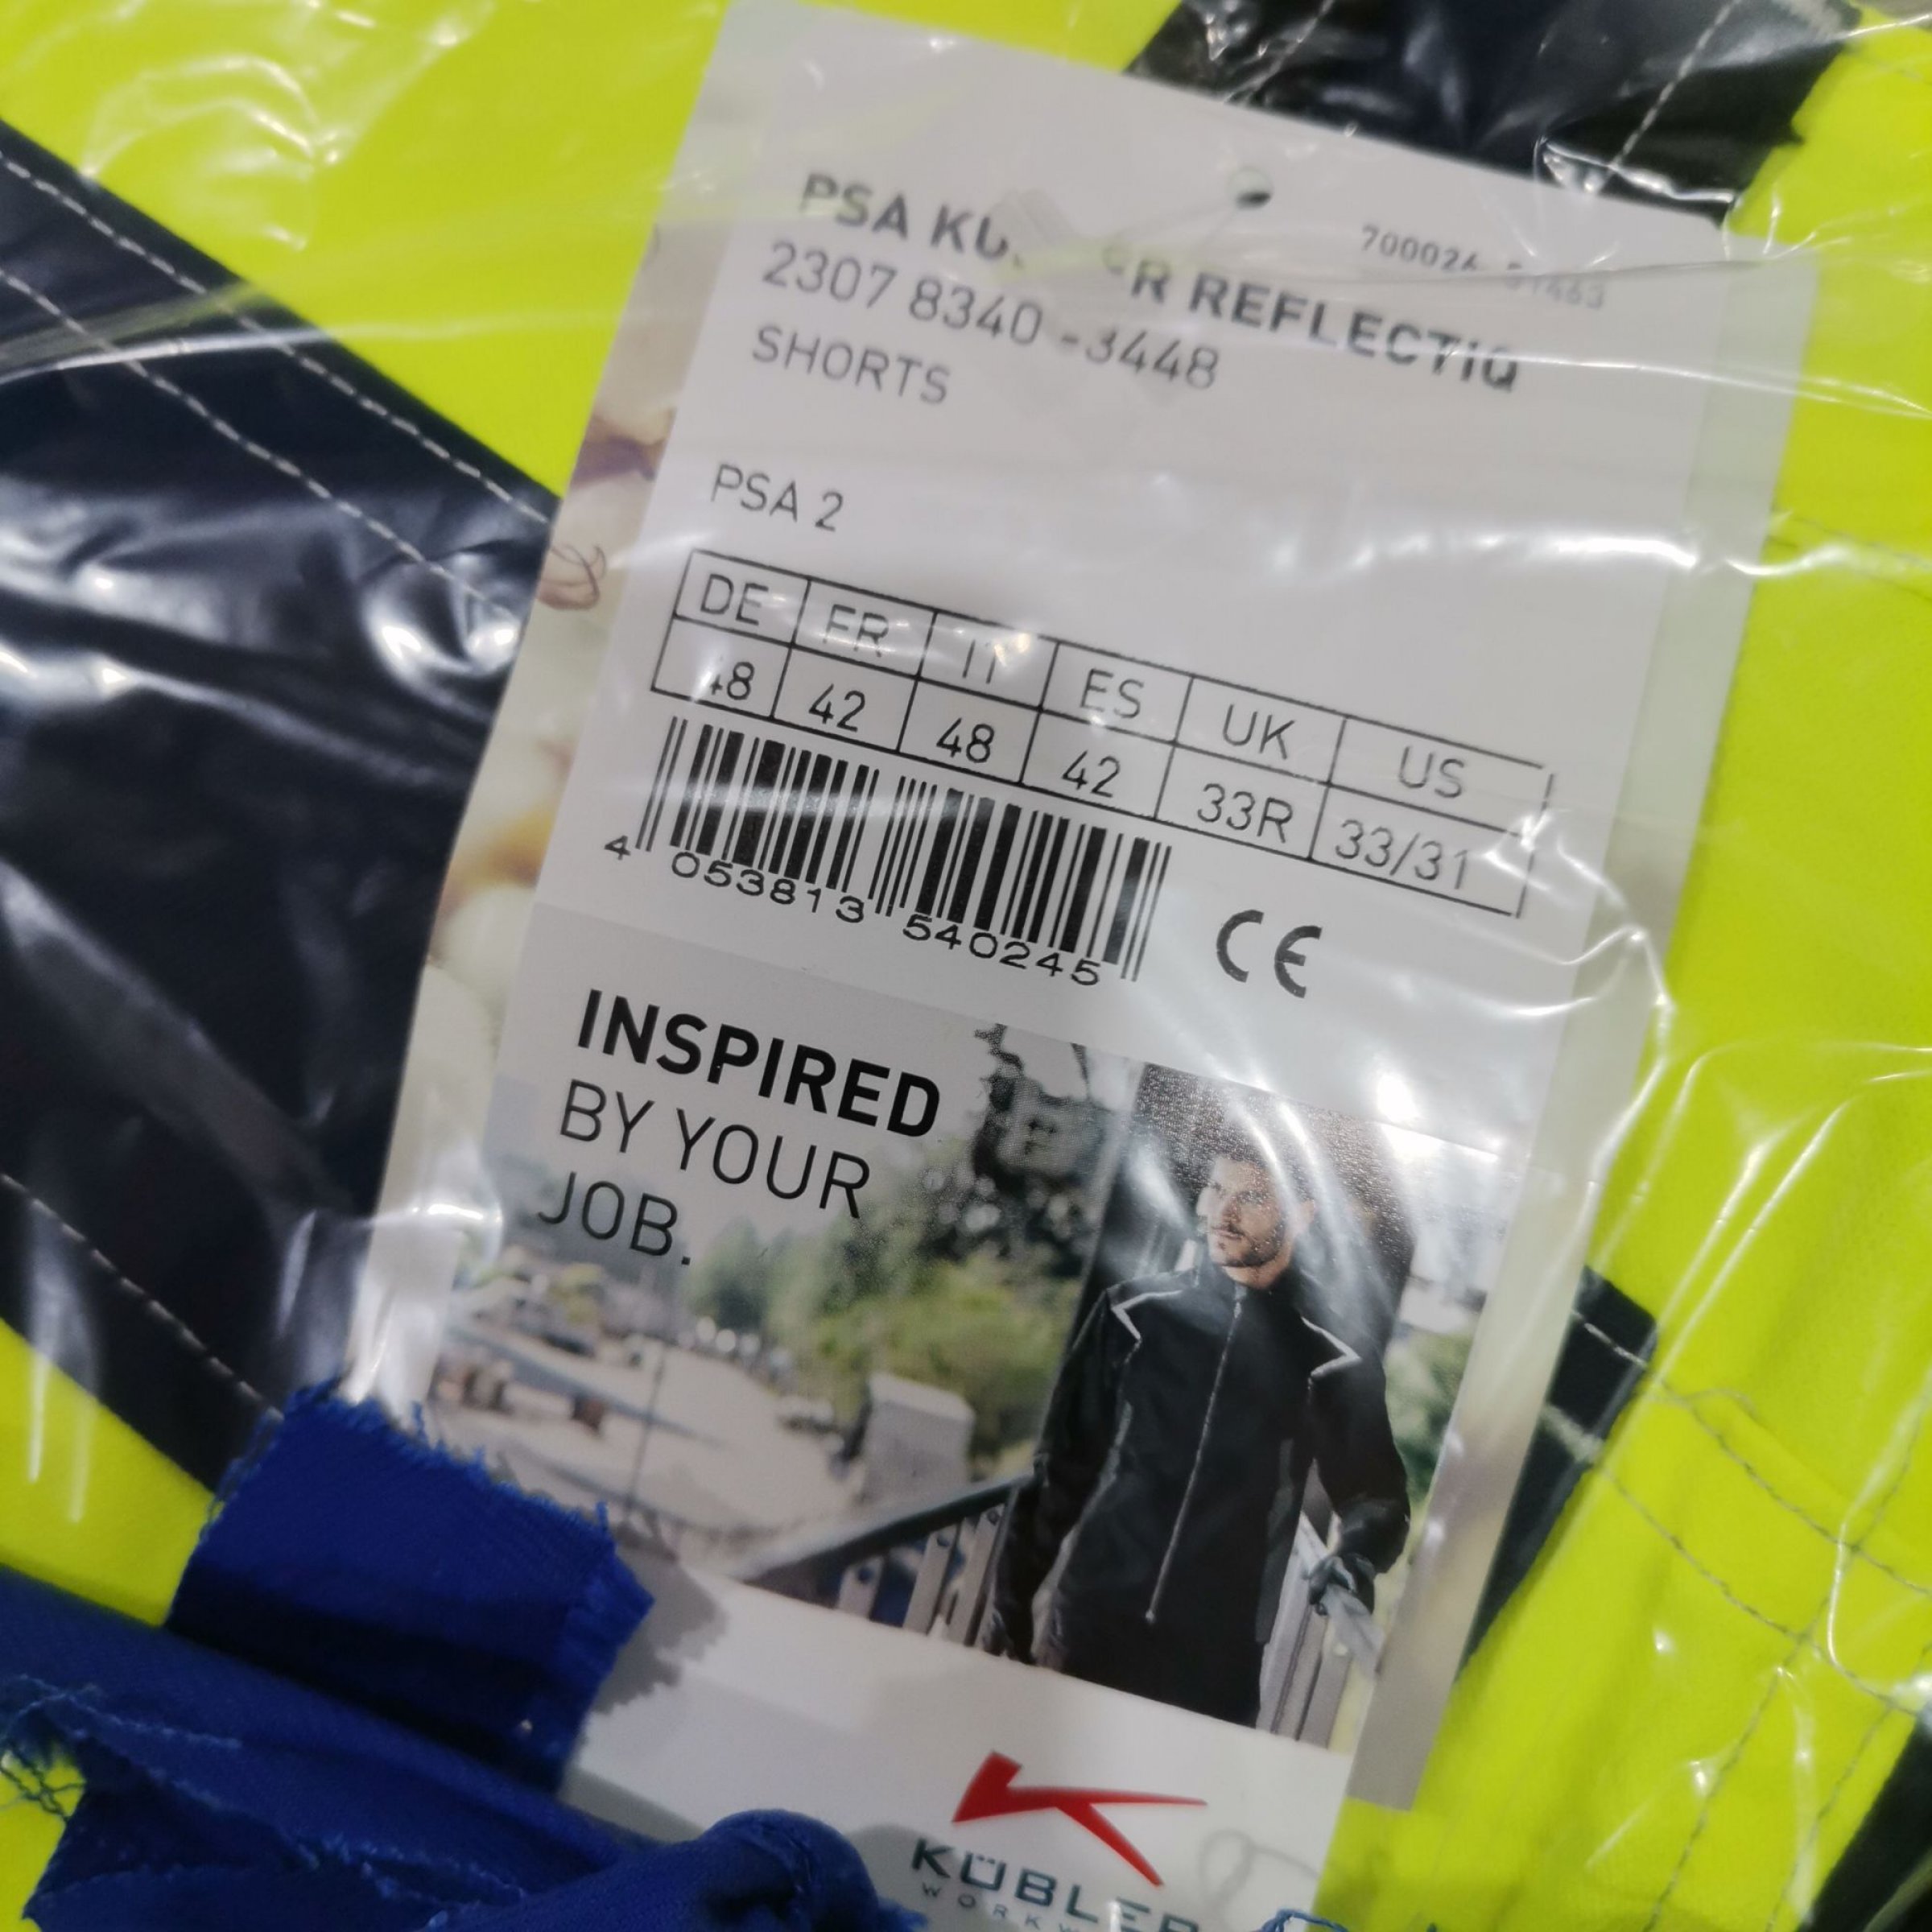 PSA REFLECTIQ
2307 8340 -3448
SHORTS
PSA 2
DE FR IT ES UK US
48 42 48 42 33R 33/31
4 053813 540245
CE
INSPIRED
BY YOUR
JOB.
KÜBLER